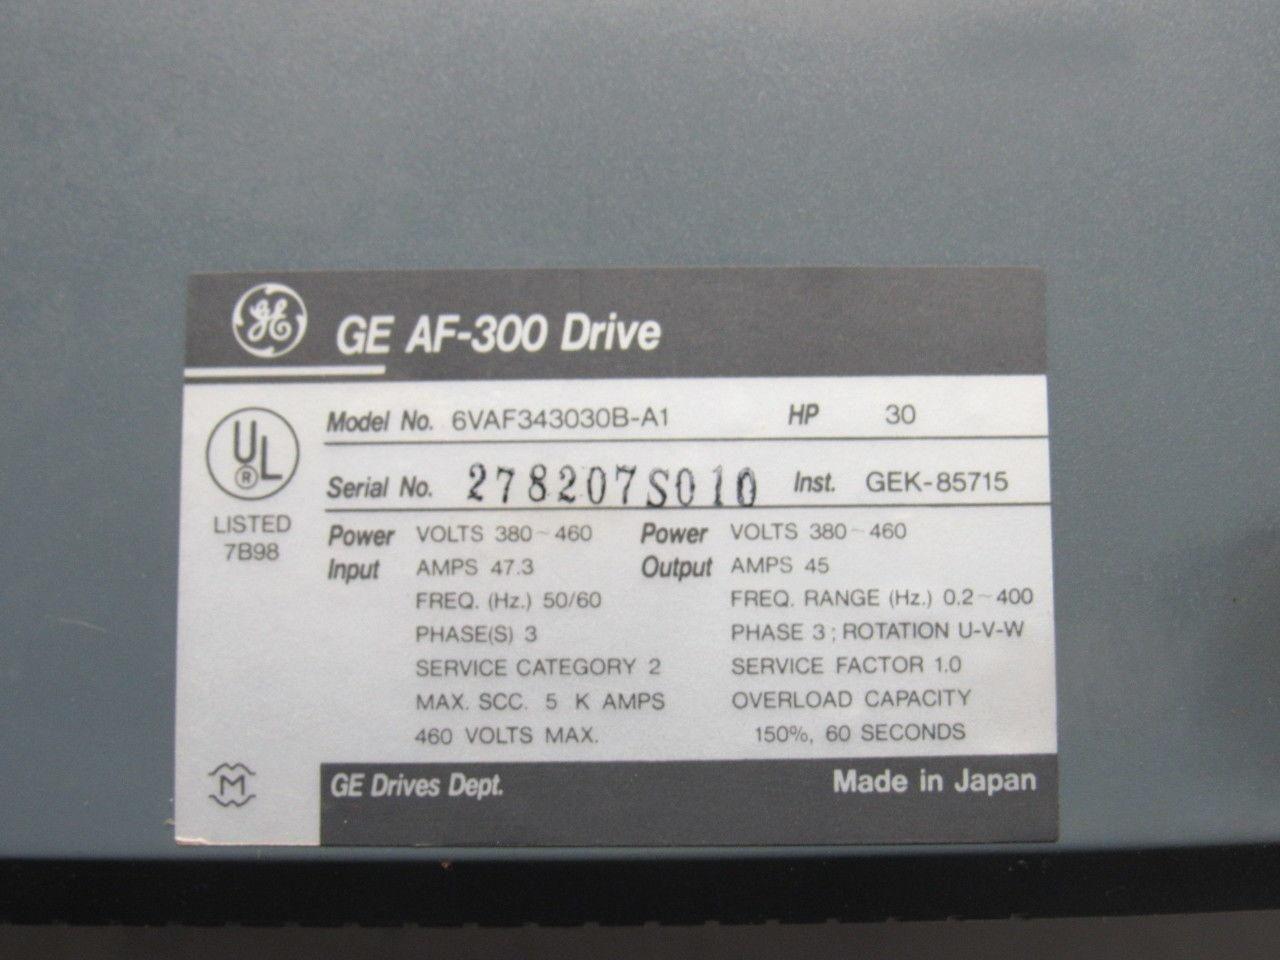 GE
GE AF-300 Drive
UL
®
LISTED
7B98
Model No. 6VAF343030B-A1 HP 30
Serial No. 278207S010 Inst. GEK-85715
Power Input
VOLTS 380~460
AMPS 47.3
FREQ. (Hz.) 50/60
PHASE(S) 3
SERVICE CATEGORY 2
MAX. SCC. 5 K AMPS
460 VOLTS MAX.
Power Output
VOLTS 380~460
AMPS 45
FREQ. RANGE (Hz.) 0.2~400
PHASE 3; ROTATION U-V-W
SERVICE FACTOR 1.0
OVERLOAD CAPACITY
150%, 60 SECONDS
M
GE Drives Dept. Made in Japan